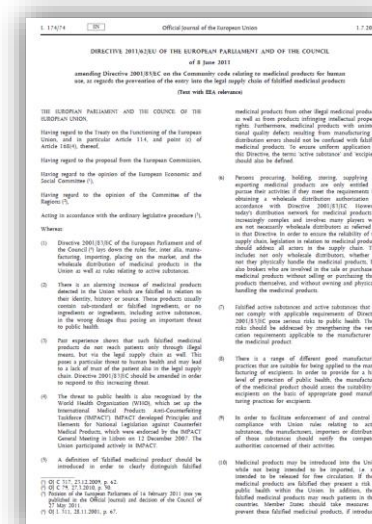 L 174/74 EN Official Journal of the European Union 1.7.20
DIRECTIVE 2011/62/EU OF THE EUROPEAN PARLIAMENT AND OF THE COUNCIL
of 8 June 2011
amending Directive 2001/83/EC on the Community code relating to medicinal products for human
use, as regards the prevention of the entry into the legal supply chain of falsified medicinal products
(Text with EEA relevance)
THE EUROPEAN PARLIAMENT AND THE COUNCIL OF THE
EUROPEAN UNION,
Having regard to the Treaty on the Functioning of the European
Union, and in particular Article 114, and point (c) of
Article 168(4), thereof,
Having regard to the proposal from the European Commission,
Having regard to the opinion of the European Economic and
Social Committee (¹),
Having regard to the opinion of the Committee of the
Regions (²),
Acting in accordance with the ordinary legislative procedure (³),
Whereas:
(1) Directive 2001/83/EC of the European Parliament and of
the Council (⁴) lays down the rules for, inter alia, manu-
facturing, importing, placing on the market, and the
wholesale distribution of medicinal products in the
Union as well as rules relating to active substances.
(2) There is an alarming increase of medicinal products
detected in the Union which are falsified in relation to
their identity, history or source. Those products usually
contain sub-standard or falsified ingredients, or no
ingredients or ingredients, including active substances,
in the wrong dosage thus posing an important threat
to public health.
(3) Past experience shows that such falsified medicinal
products do not reach patients only through illegal
means, but via the legal supply chain as well. This
poses a particular threat to human health and may lead
to a lack of trust of the patient also in the legal supply
chain. Directive 2001/83/EC should be amended in order
to respond to this increasing threat.
(4) The threat to public health is also recognised by the
World Health Organisation (WHO), which set up the
International Medical Products Anti-Counterfeiting
Taskforce (IMPACT). IMPACT developed Principles and
Elements for National Legislation against Counterfeit
Medical Products, which were endorsed by the IMPACT
General Meeting in Lisbon on 12 December 2007. The
Union participated actively in IMPACT.
(5) A definition of 'falsified medicinal product' should be
introduced in order to clearly distinguish falsified
(¹) OJ C 317, 23.12.2009, p. 62.
(²) OJ C 79, 27.3.2010, p. 50.
(³) Position of the European Parliament of 16 February 2011 (not yet
published in the Official Journal) and decision of the Council of
27 May 2011.
(⁴) OJ L 311, 28.11.2001, p. 67.
medicinal products from other illegal medicinal produc
as well as from products infringing intellectual proper
rights. Furthermore, medicinal products with unint
tional quality defects resulting from manufacturing
distribution errors should not be confused with falsif
medicinal products. To ensure uniform application
this Directive, the terms 'active substance' and 'excipie
should also be defined.
(6) Persons procuring, holding, storing, supplying
exporting medicinal products are only entitled
pursue their activities if they meet the requirements
obtaining a wholesale distribution authorisation
accordance with Directive 2001/83/EC. Howev
today's distribution network for medicinal products
increasingly complex and involves many players w
are not necessarily wholesale distributors as referred
in that Directive. In order to ensure the reliability of
supply chain, legislation in relation to medicinal produ
should address all actors in the supply chain. T
includes not only wholesale distributors, whether
not they physically handle the medicinal products, b
also brokers who are involved in the sale or purchase
medicinal products without selling or purchasing th
products themselves, and without owning and physica
handling the medicinal products.
(7) Falsified active substances and active substances that
not comply with applicable requirements of Direct
2001/83/EC pose serious risks to public health. Th
risks should be addressed by strengthening the ver
cation requirements applicable to the manufacturer
the medicinal product.
(8) There is a range of different good manufactur
practices that are suitable for being applied to the ma
facturing of excipients. In order to provide for a h
level of protection of public health, the manufactu
of the medicinal product should assess the suitability
excipients on the basis of appropriate good manuf
turing practices for excipients.
(9) In order to facilitate enforcement of and control
compliance with Union rules relating to act
substances, the manufacturers, importers or distribut
of those substances should notify the compet
authorities concerned of their activities.
(10) Medicinal products may be introduced into the Uni
while not being intended to be imported, i.e.
intended to be released for free circulation. If th
medicinal products are falsified they present a risk
public health within the Union. In addition, th
falsified medicinal products may reach patients in th
countries. Member States should take measures
prevent these falsified medicinal products, if introduc